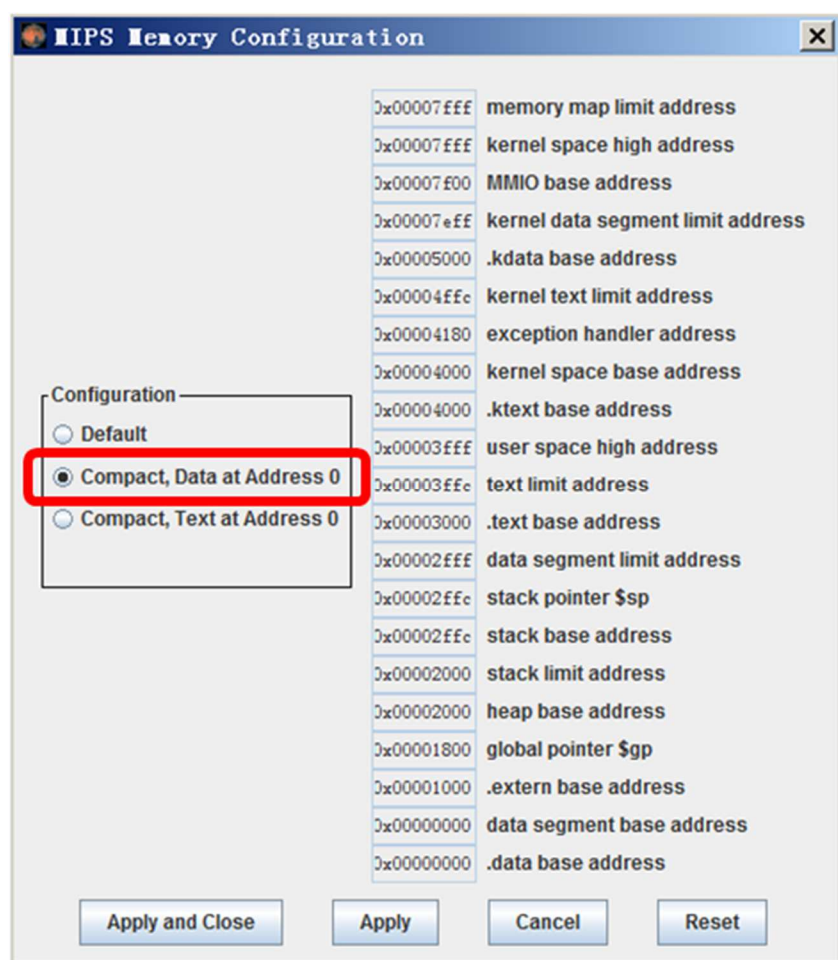 MIPS Memory Configuration
0x00007fff memory map limit address
0x00007fff kernel space high address
0x00007f00 MMIO base address
0x00007eff kernel data segment limit address
0x00005000 .kdata base address
0x00004ffc kernel text limit address
0x00004180 exception handler address
0x00004000 kernel space base address
0x00004000 .ktext base address
0x00003fff user space high address
0x00003ffc text limit address
0x00003000 .text base address
0x00002fff data segment limit address
0x00002ffc stack pointer $sp
0x00002ffc stack base address
0x00002000 stack limit address
0x00002000 heap base address
0x00001800 global pointer $gp
0x00001000 .extern base address
0x00000000 data segment base address
0x00000000 .data base address
Configuration
Default
Compact, Data at Address 0
Compact, Text at Address 0
Apply and Close Apply Cancel Reset